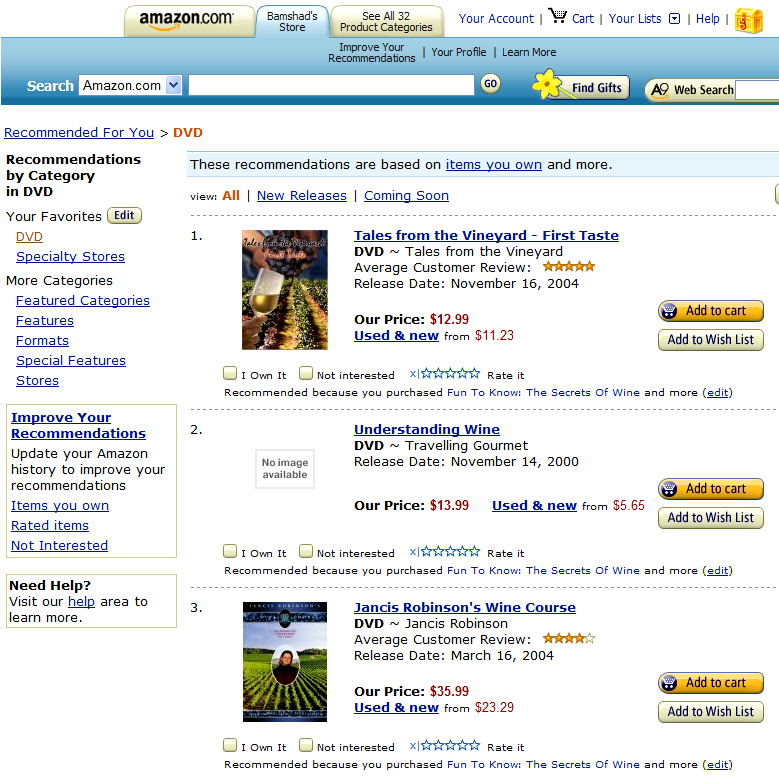 amazon.com
Bamshad's
Store
See All 32
Product Categories
Your Account | Cart | Your Lists | Help |
Improve Your
Recommendations | Your Profile | Learn More
Search Amazon.com GO Find Gifts A9 Web Search
Recommended For You > DVD
Recommendations
by Category
in DVD
Your Favorites Edit
DVD
Specialty Stores
More Categories
Featured Categories
Features
Formats
Special Features
Stores
Improve Your
Recommendations
Update your Amazon
history to improve your
recommendations
Items you own
Rated items
Not Interested
Need Help?
Visit our help area to
learn more.
These recommendations are based on items you own and more.
view: All | New Releases | Coming Soon
1.
Tales from the Vineyard
First Taste
Tales from the Vineyard - First Taste
DVD ~ Tales from the Vineyard
Average Customer Review:
Release Date: November 16, 2004
Our Price: $12.99
Used & new from $11.23
Add to cart
Add to Wish List
I Own It Not interested x| Rate it
Recommended because you purchased Fun To Know: The Secrets Of Wine and more (edit)
2.
No image
available
Understanding Wine
DVD ~ Travelling Gourmet
Release Date: November 14, 2000
Our Price: $13.99 Used & new from $5.65
Add to cart
Add to Wish List
I Own It Not interested x| Rate it
Recommended because you purchased Fun To Know: The Secrets Of Wine and more (edit)
3.
JANCIS ROBINSON'S
Jancis Robinson's Wine Course
DVD ~ Jancis Robinson
Average Customer Review:
Release Date: March 16, 2004
Our Price: $35.99
Used & new from $23.29
Add to cart
Add to Wish List
I Own It Not interested x| Rate it
Recommended because you purchased Fun To Know: The Secrets Of Wine and more (edit)